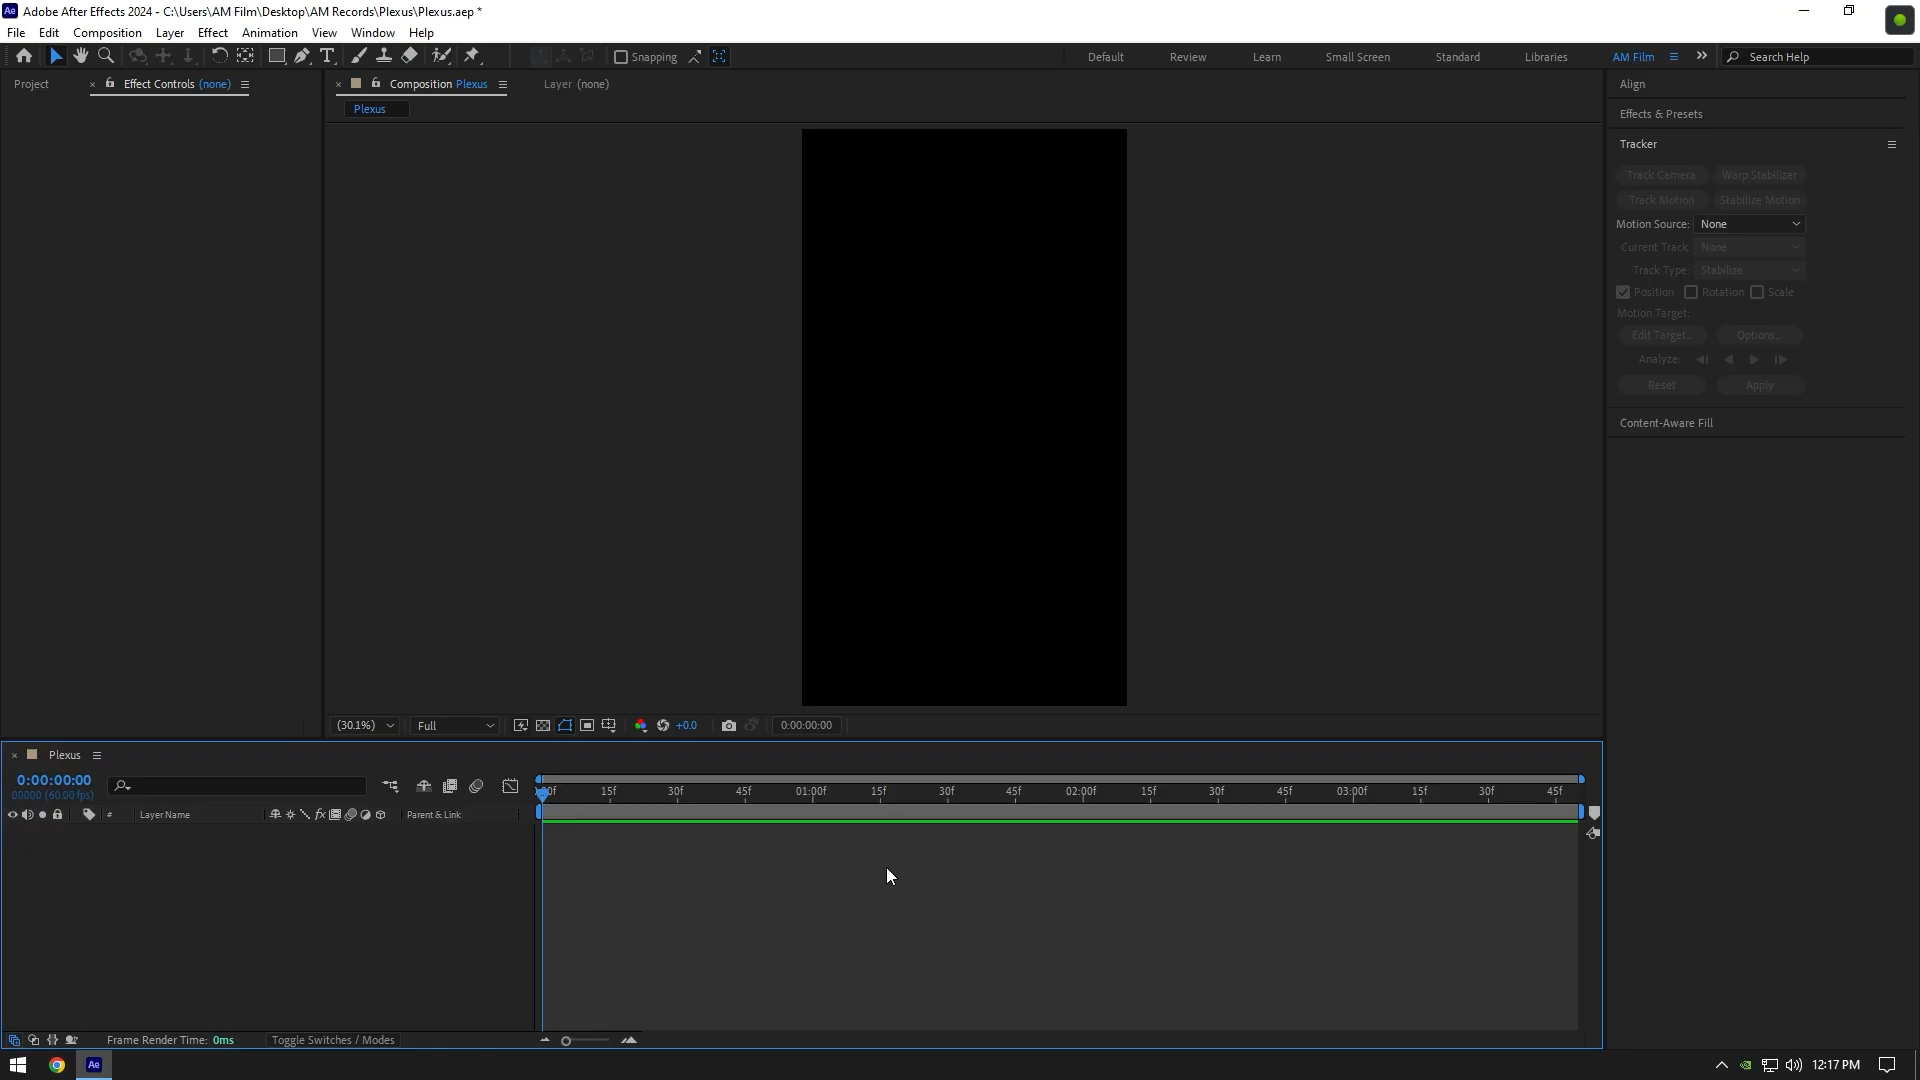 Adobe After Effects 2024 - C:\Users\AM Film\Desktop\AM Records\Plexus\Plexus.aep *
File Edit Composition Layer Effect Animation View Window Help
Snapping Default Review Learn Small Screen Standard Libraries AM Film Search Help
Project Effect Controls (none) Composition Plexus Layer (none) Align
Plexus
Effects & Presets
Tracker
Track Camera Warp Stabilizer
Track Motion Stabilize Motion
Motion Source: None
Current Track: None
Track Type: Stabilize
Position Rotation Scale
Motion Target:
Edit Target... Options...
Analyze:
Reset Apply
Content-Aware Fill
(30.1%) Full +0.0 0:00:00:00
Plexus
0:00:00:00
00000 (60.00 fps)
15f 30f 45f 01:00f 15f 30f 45f 02:00f 15f 30f 45f 03:00f 15f 30f 45f
# Layer Name fx Parent & Link
Frame Render Time: 0ms Toggle Switches / Modes
Ae 12:17 PM